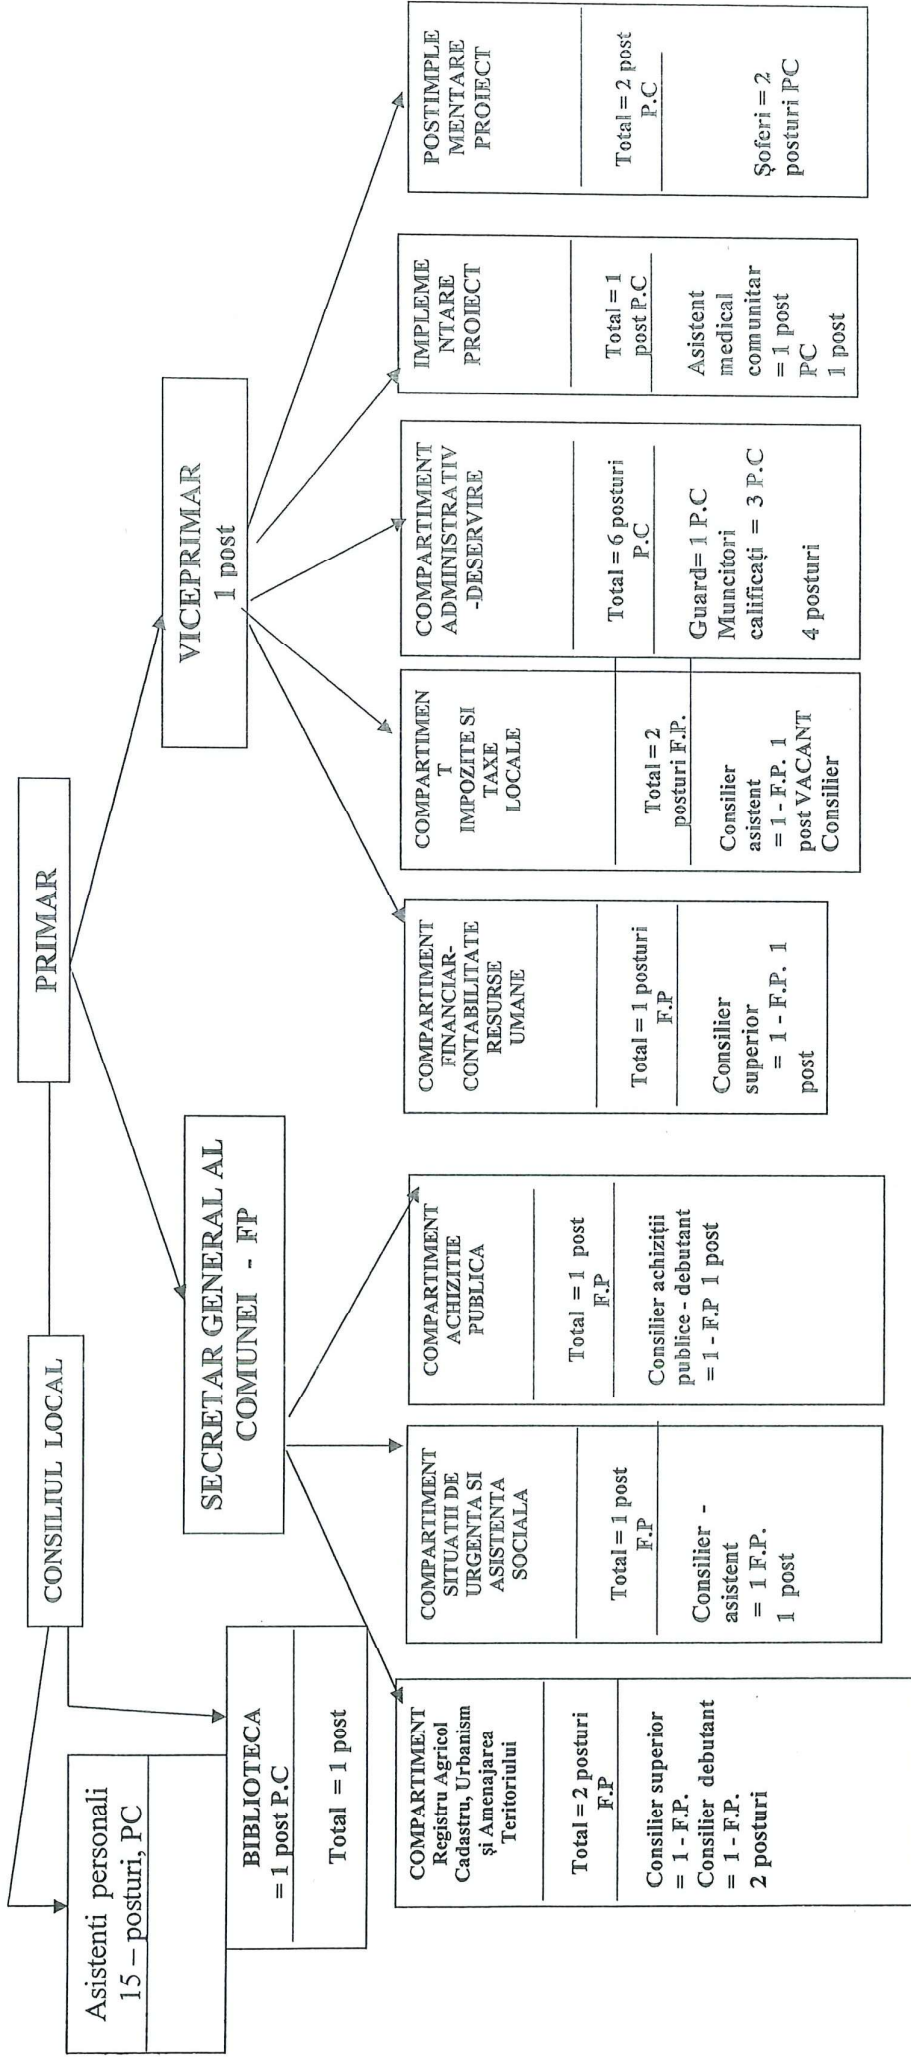 PRIMAR
CONSILIUL LOCAL
VICEPRIMAR
1 post
SECRETAR GENERAL AL
COMUNEI - FP
Asistenti personali
15 – posturi, PC
BIBLIOTECA
= 1 post P.C
Total = 1 post
COMPARTIMENT
Registru Agricol
Cadastru, Urbanism
și Amenajarea
Teritoriului
Total = 2 posturi
F.P
Consilier superior
= 1 - F.P.
Consilier debutant
= 1 - F.P.
2 posturi
COMPARTIMENT
SITUATII DE
URGENTA SI
ASISTENTA
SOCIALA
Total = 1 post
F.P
Consilier -
asistent
= 1 F.P.
1 post
COMPARTIMENT
ACHIZITIE
PUBLICA
Total = 1 post
F.P
Consilier achiziții
publice - debutant
= 1 - F.P 1 post
COMPARTIMENT
FINANCIAR-
CONTABILITATE
RESURSE
UMANE
Total = 1 posturi
F.P
Consilier
superior
= 1 - F.P. 1
post
COMPARTIMEN
T
IMPOZITE SI
TAXE
LOCALE
Total = 2
posturi F.P.
Consilier
asistent
= 1 - F.P. 1
post VACANT
Consilier
COMPARTIMENT
ADMINISTRATIV
-DESERVIRE
Total = 6 posturi
P.C
Guard= 1 P.C
Muncitori
calificați = 3 P.C
4 posturi
IMPLEME
NTARE
PROIECT
Total = 1
post P.C
Asistent
medical
comunitar
= 1 post
PC
1 post
POSTIMPLE
MENTARE
PROIECT
Total = 2 post
P.C
Șoferi = 2
posturi PC